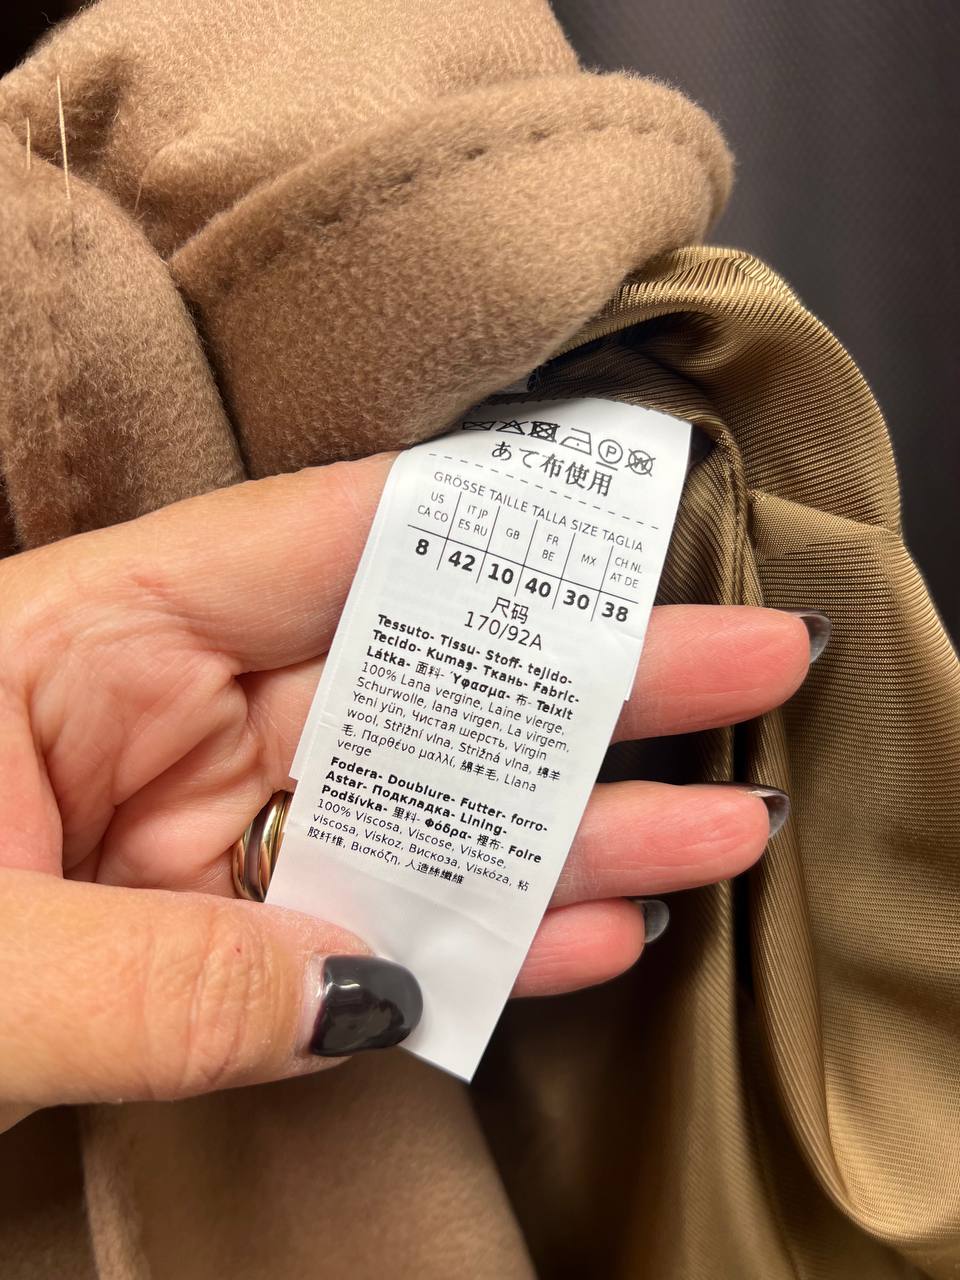 P W
あて布使用
GRÖSSE TAILLE TALLA SIZE TAGLIA
US CA CO | IT JP ES RU | GB | FR BE | MX | CH NL AT DE
8 | 42 | 10 | 40 | 30 | 38
尺码
170/92A
Tessuto- Tissu- Stoff- tejido-
Tecido- Kumaş- Ткань- Fabric-
Látka- 面料- Ύφασμα- 布- Teixit
100% Lana vergine, Laine vierge,
Schurwolle, lana virgen, La virgem,
Yeni yün, Чистая шерсть, Virgin
wool, Střižní vlna, Strižná vlna, 绵羊
毛, Παρθένο μαλλί, 綿羊毛, Llana
verge
Fodera- Doublure- Futter- forro-
Astar- Подкладка- Lining-
Podšívka- 里料- Φόδρα- 裡布- Folre
100% Viscosa, Viscose, Viskose,
viscosa, Viskoz, Вискоза, Viskóza, 粘
胶纤维, Βισκόζη, 人造絲纖維